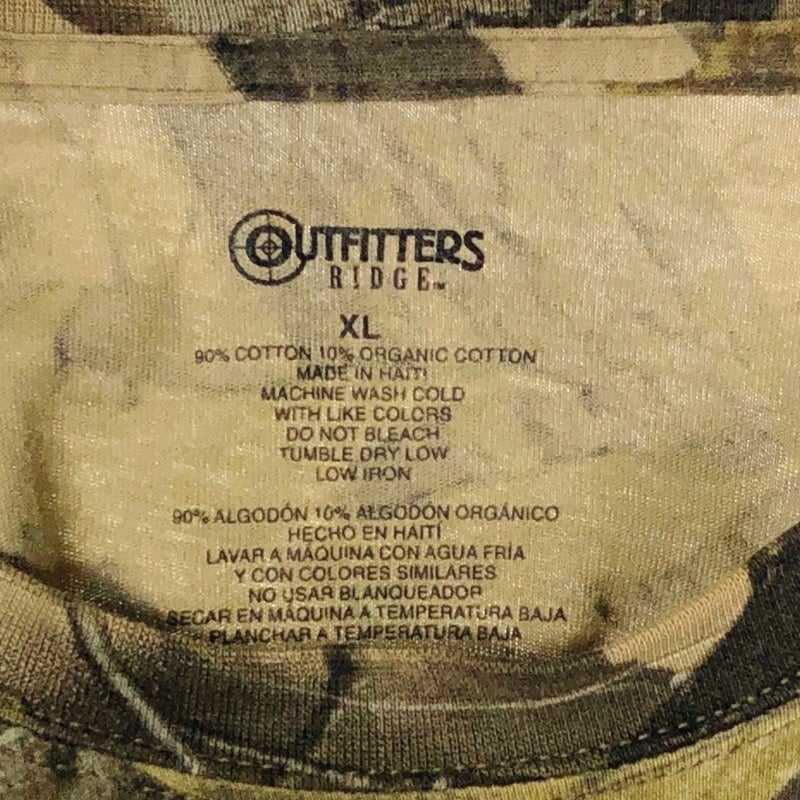 OUTFITTERS
RIDGE™
XL
90% COTTON 10% ORGANIC COTTON
MADE IN HAITI
MACHINE WASH COLD
WITH LIKE COLORS
DO NOT BLEACH
TUMBLE DRY LOW
LOW IRON
90% ALGODÓN 10% ALGODÓN ORGÁNICO
HECHO EN HAITÍ
LAVAR A MÁQUINA CON AGUA FRÍA
Y CON COLORES SIMILARES
NO USAR BLANQUEADOR
SECAR EN MÁQUINA A TEMPERATURA BAJA
PLANCHAR A TEMPERATURA BAJA